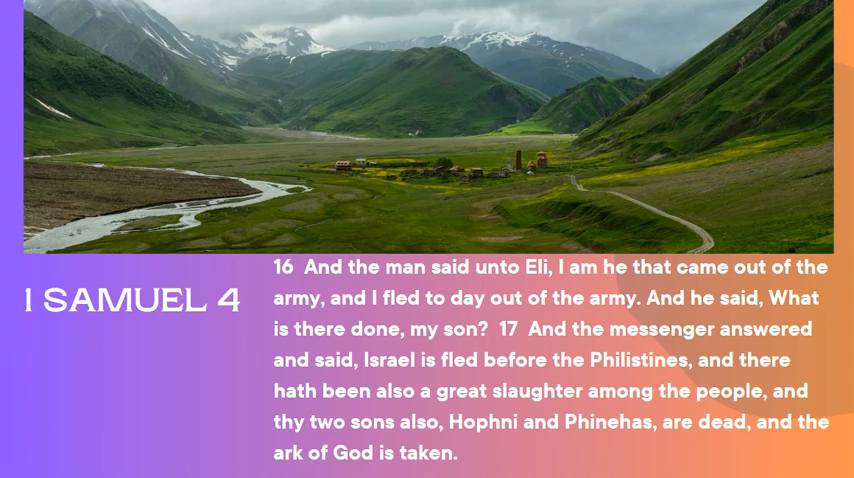 1 SAMUEL 4
16 And the man said unto Eli, I am he that came out of the
army, and I fled to day out of the army. And he said, What
is there done, my son? 17 And the messenger answered
and said, Israel is fled before the Philistines, and there
hath been also a great slaughter among the people, and
thy two sons also, Hophni and Phinehas, are dead, and the
ark of God is taken.